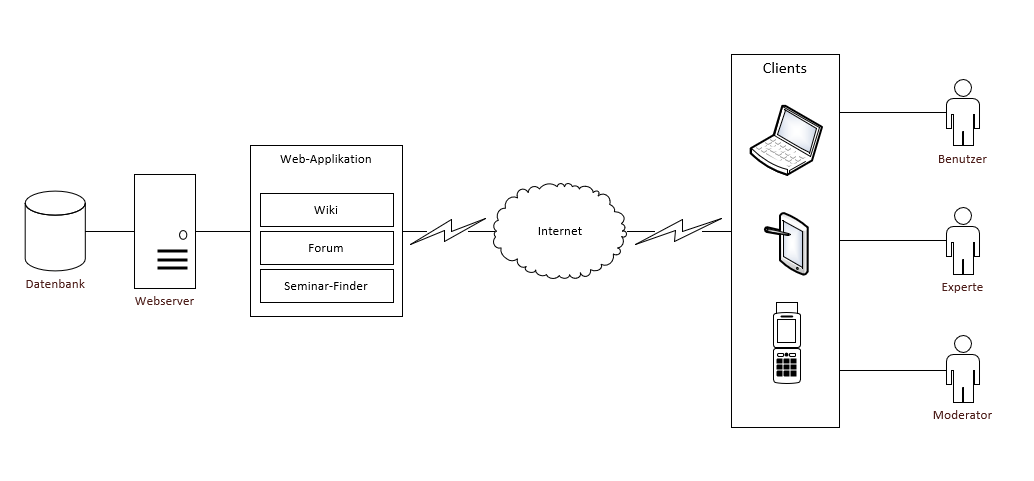 Datenbank
Webserver
Web-Applikation
Wiki
Forum
Seminar-Finder
Internet
Clients
Benutzer
Experte
Moderator